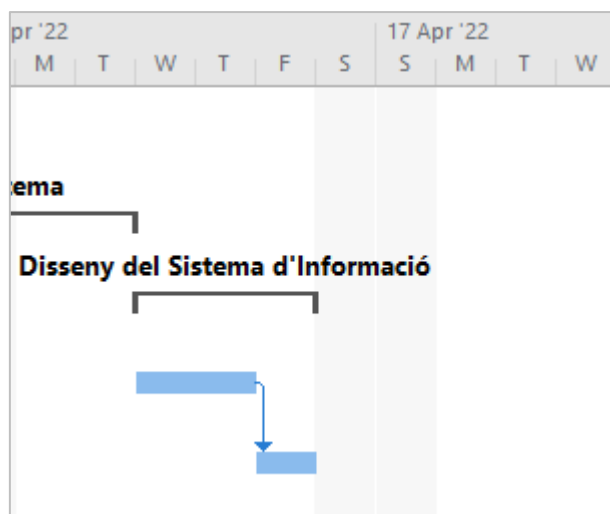 pr '22 17 Apr '22
M T W T F S S M T W
tema
Disseny del Sistema d'Informació